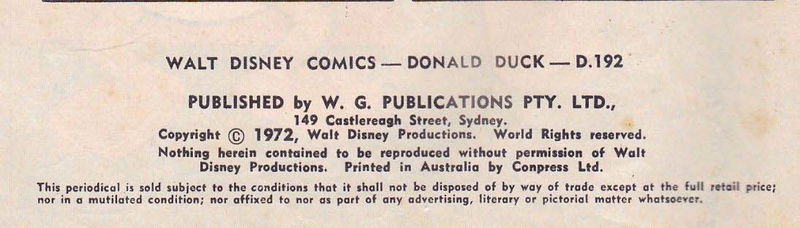 WALT DISNEY COMICS — DONALD DUCK — D.192
PUBLISHED by W. G. PUBLICATIONS PTY. LTD.,
149 Castlereagh Street, Sydney.
Copyright © 1972, Walt Disney Productions. World Rights reserved.
Nothing herein contained to be reproduced without permission of Walt
Disney Productions. Printed in Australia by Conpress Ltd.
This periodical is sold subject to the conditions that it shall not be disposed of by way of trade except at the full retail price;
nor in a mutilated condition; nor affixed to nor as part of any advertising, literary or pictorial matter whatsoever.